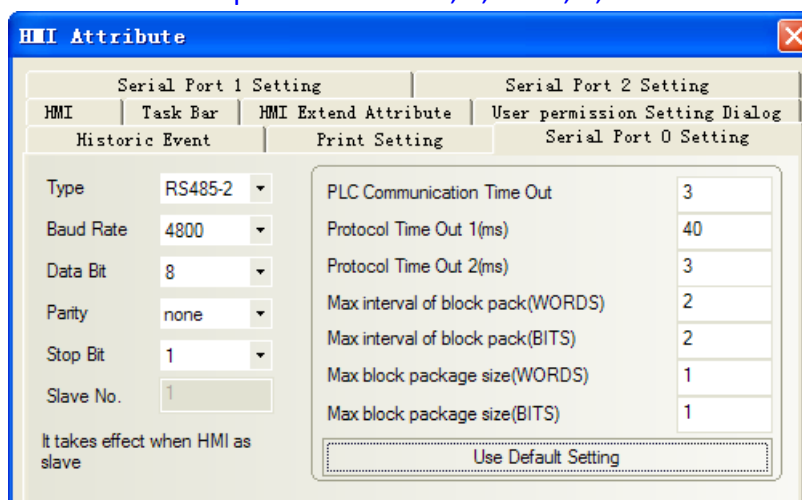 HMI Attribute
Serial Port 1 Setting Serial Port 2 Setting
HMI Task Bar HMI Extend Attribute User permission Setting Dialog
Historic Event Print Setting Serial Port 0 Setting
Type RS485-2
Baud Rate 4800
Data Bit 8
Parity none
Stop Bit 1
Slave No. 1
It takes effect when HMI as
slave
PLC Communication Time Out 3
Protocol Time Out 1(ms) 40
Protocol Time Out 2(ms) 3
Max interval of block pack(WORDS) 2
Max interval of block pack(BITS) 2
Max block package size(WORDS) 1
Max block package size(BITS) 1
Use Default Setting